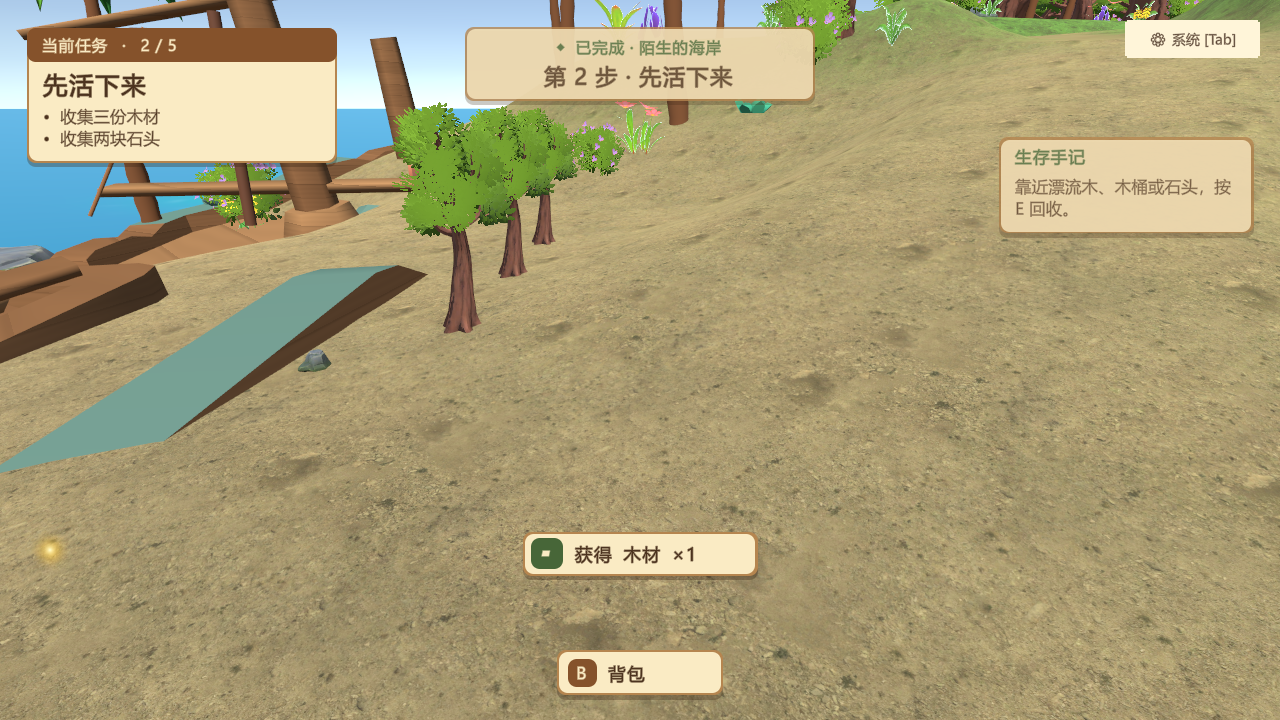 当前任务 · 2 / 5
先活下来
• 收集三份木材
• 收集两块石头
已完成 · 陌生的海岸
第 2 步 · 先活下来
系统 [Tab]
生存手记
靠近漂流木、木桶或石头，按
E 回收。
获得 木材 ×1
B 背包